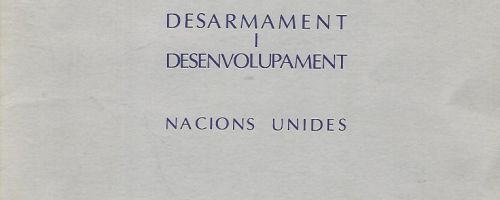 DESARMAMENT
I
DESENVOLUPAMENT
NACIONS UNIDES